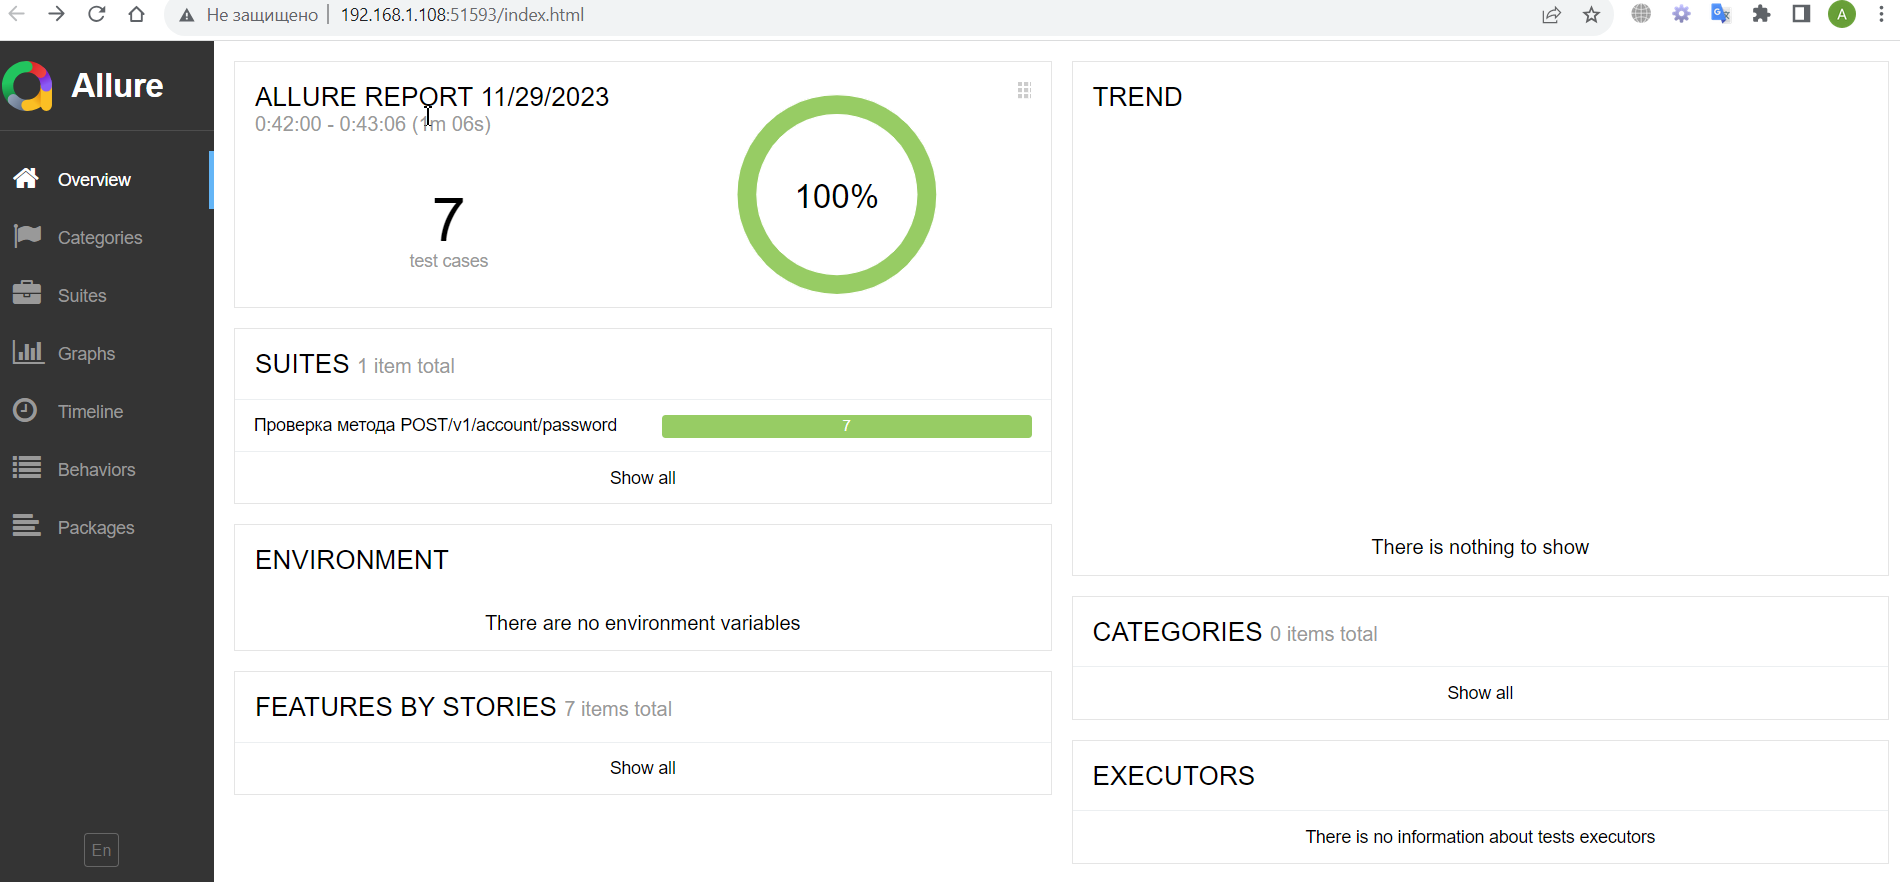 Не защищено
192.168.1.108:51593/index.html
A
Allure
Overview
Categories
Suites
Graphs
Timeline
Behaviors
Packages
En
ALLURE REPORT 11/29/2023
0:42:00 - 0:43:06 (1m 06s)
7
test cases
100%
SUITES 1 item total
Проверка метода POST/v1/account/password
7
Show all
ENVIRONMENT
There are no environment variables
FEATURES BY STORIES 7 items total
Show all
TREND
There is nothing to show
CATEGORIES 0 items total
Show all
EXECUTORS
There is no information about tests executors